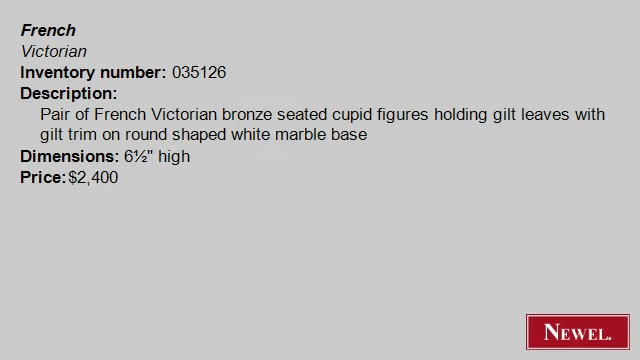 French
Victorian
Inventory number: 035126
Description:
Pair of French Victorian bronze seated cupid figures holding gilt leaves with
gilt trim on round shaped white marble base
Dimensions: 6½" high
Price:$2,400
NEWEL.